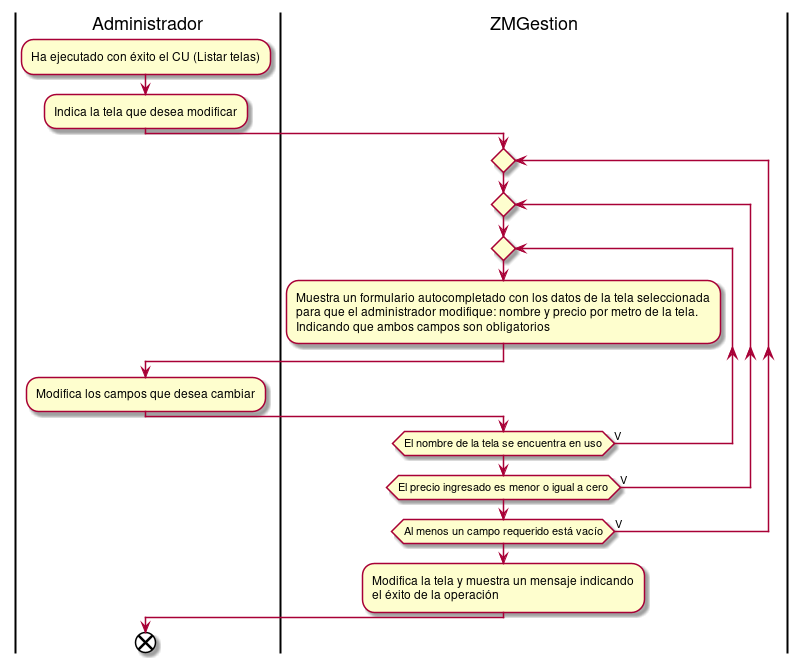 Administrador
ZMGestion
Ha ejecutado con éxito el CU (Listar telas)
Indica la tela que desea modificar
Muestra un formulario autocompletado con los datos de la tela seleccionada
para que el administrador modifique: nombre y precio por metro de la tela.
Indicando que ambos campos son obligatorios
Modifica los campos que desea cambiar
El nombre de la tela se encuentra en uso
V
El precio ingresado es menor o igual a cero
V
Al menos un campo requerido está vacío
V
Modifica la tela y muestra un mensaje indicando
el éxito de la operación